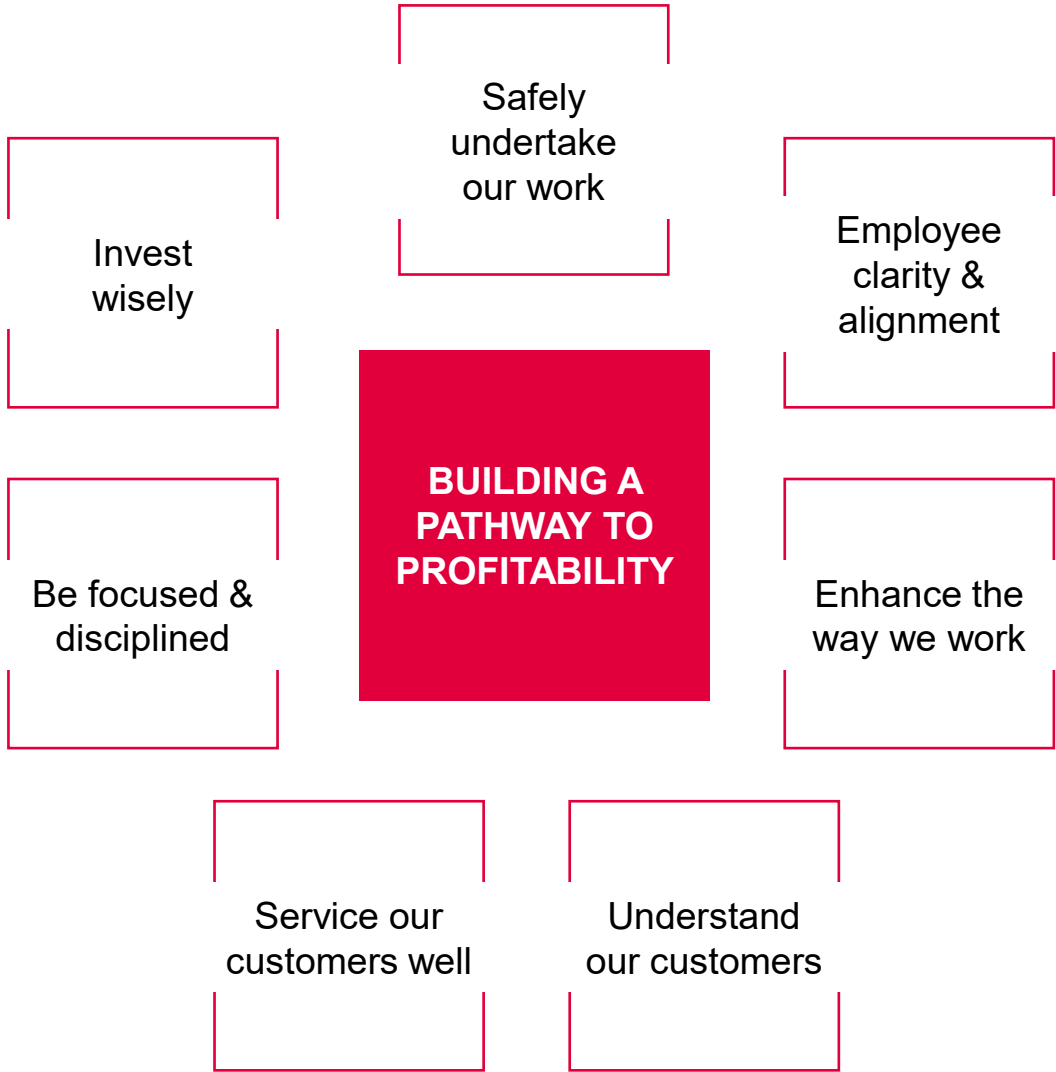 Safely
undertake
our work
Employee
clarity &
alignment
Enhance the
way we work
Understand
our customers
Service our
customers well
Be focused &
disciplined
Invest
wisely
BUILDING A
PATHWAY TO
PROFITABILITY